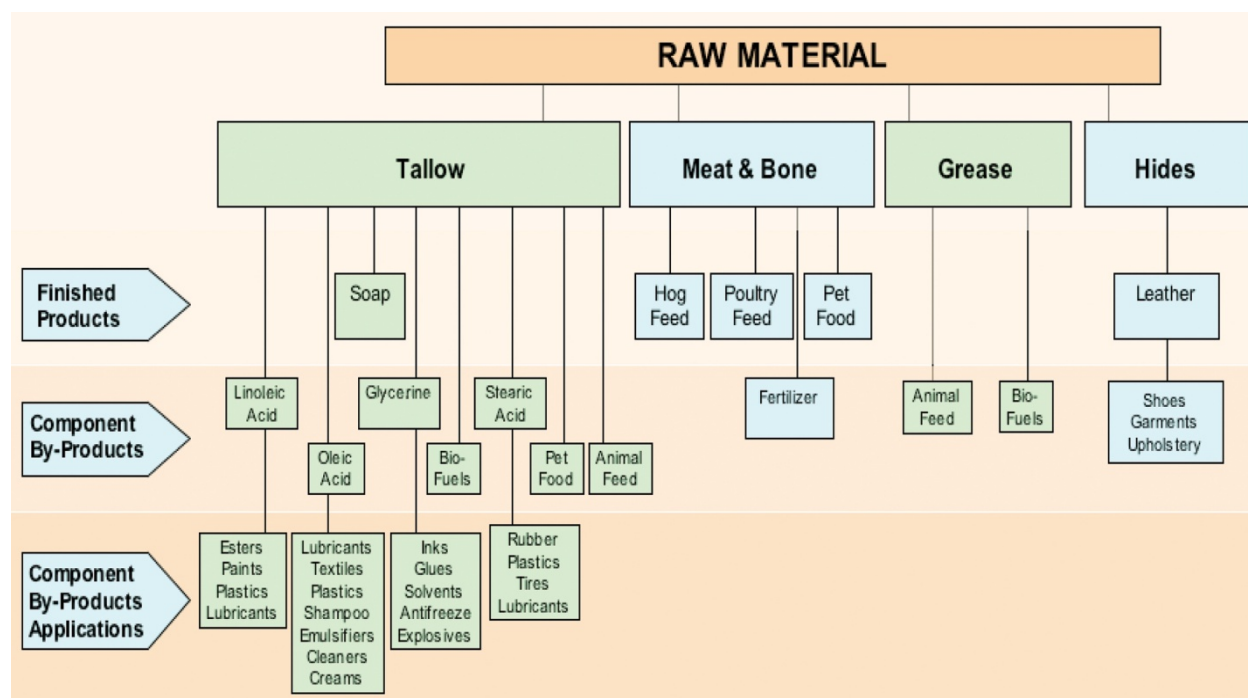 RAW MATERIAL
Tallow
Meat & Bone
Grease
Hides
Finished
Products
Soap
Hog
Feed
Poultry
Feed
Pet
Food
Leather
Component
By-Products
Linoleic
Acid
Oleic
Acid
Glycerine
Bio-
Fuels
Stearic
Acid
Pet
Food
Animal
Feed
Fertilizer
Animal
Feed
Bio-
Fuels
Shoes
Garments
Upholstery
Component
By-Products
Applications
Esters
Paints
Plastics
Lubricants
Lubricants
Textiles
Plastics
Shampoo
Emulsifiers
Cleaners
Creams
Inks
Glues
Solvents
Antifreeze
Explosives
Rubber
Plastics
Tires
Lubricants